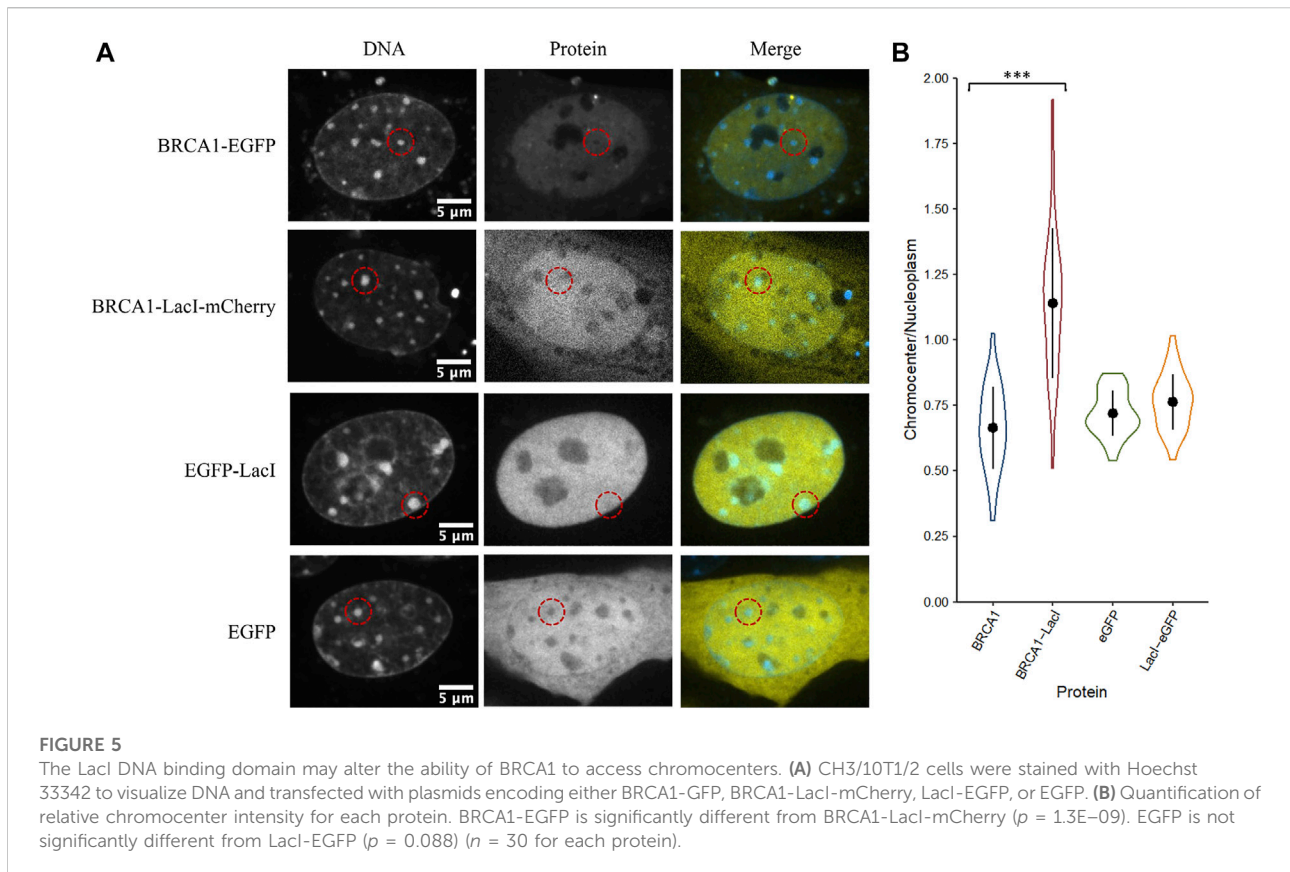 A
DNA
Protein
Merge
BRCA1-EGFP
5 µm
BRCA1-LacI-mCherry
5 µm
EGFP-LacI
5 µm
EGFP
5 µm
B
***
2.00
1.75
1.50
1.25
1.00
0.75
0.50
0.25
0.00
Chromocenter/Nucleoplasm
BRCA1
BRCA1-LacI
eGFP
LacI-eGFP
Protein
FIGURE 5
The LacI DNA binding domain may alter the ability of BRCA1 to access chromocenters. (A) CH3/10T1/2 cells were stained with Hoechst
33342 to visualize DNA and transfected with plasmids encoding either BRCA1-GFP, BRCA1-LacI-mCherry, LacI-EGFP, or EGFP. (B) Quantification of
relative chromocenter intensity for each protein. BRCA1-EGFP is significantly different from BRCA1-LacI-mCherry (p = 1.3E–09). EGFP is not
significantly different from LacI-EGFP (p = 0.088) (n = 30 for each protein).